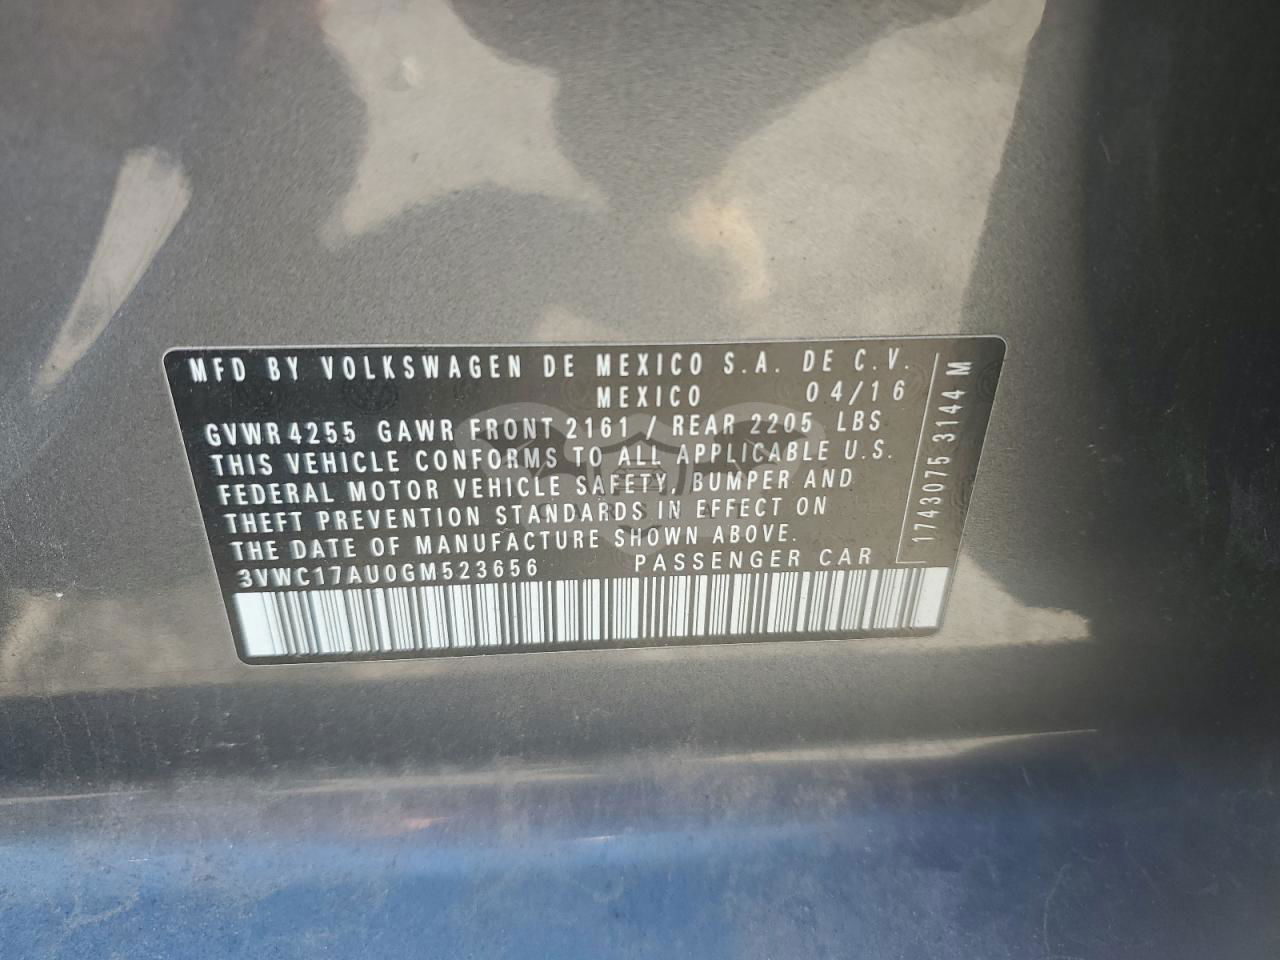 MFD BY VOLKSWAGEN DE MEXICO S.A. DE C.V.
MEXICO 04/16
GVWR 4255 GAWR FRONT 2161 / REAR 2205 LBS
THIS VEHICLE CONFORMS TO ALL APPLICABLE U.S.
FEDERAL MOTOR VEHICLE SAFETY, BUMPER AND
THEFT PREVENTION STANDARDS IN EFFECT ON
THE DATE OF MANUFACTURE SHOWN ABOVE.
3VWC17AU0GM523656 PASSENGER CAR
1743075 3144 M